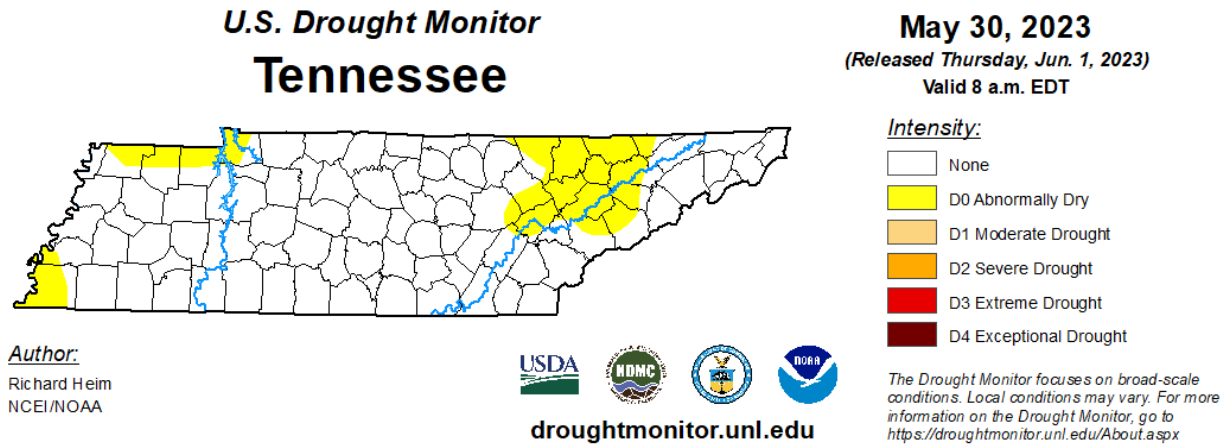 U.S. Drought Monitor
Tennessee
May 30, 2023
(Released Thursday, Jun. 1, 2023)
Valid 8 a.m. EDT
Intensity:
None
D0 Abnormally Dry
D1 Moderate Drought
D2 Severe Drought
D3 Extreme Drought
D4 Exceptional Drought
Author:
Richard Heim
NCEI/NOAA
USDA
NDMC
NOAA
droughtmonitor.unl.edu
The Drought Monitor focuses on broad-scale
conditions. Local conditions may vary. For more
information on the Drought Monitor, go to
https://droughtmonitor.unl.edu/About.aspx